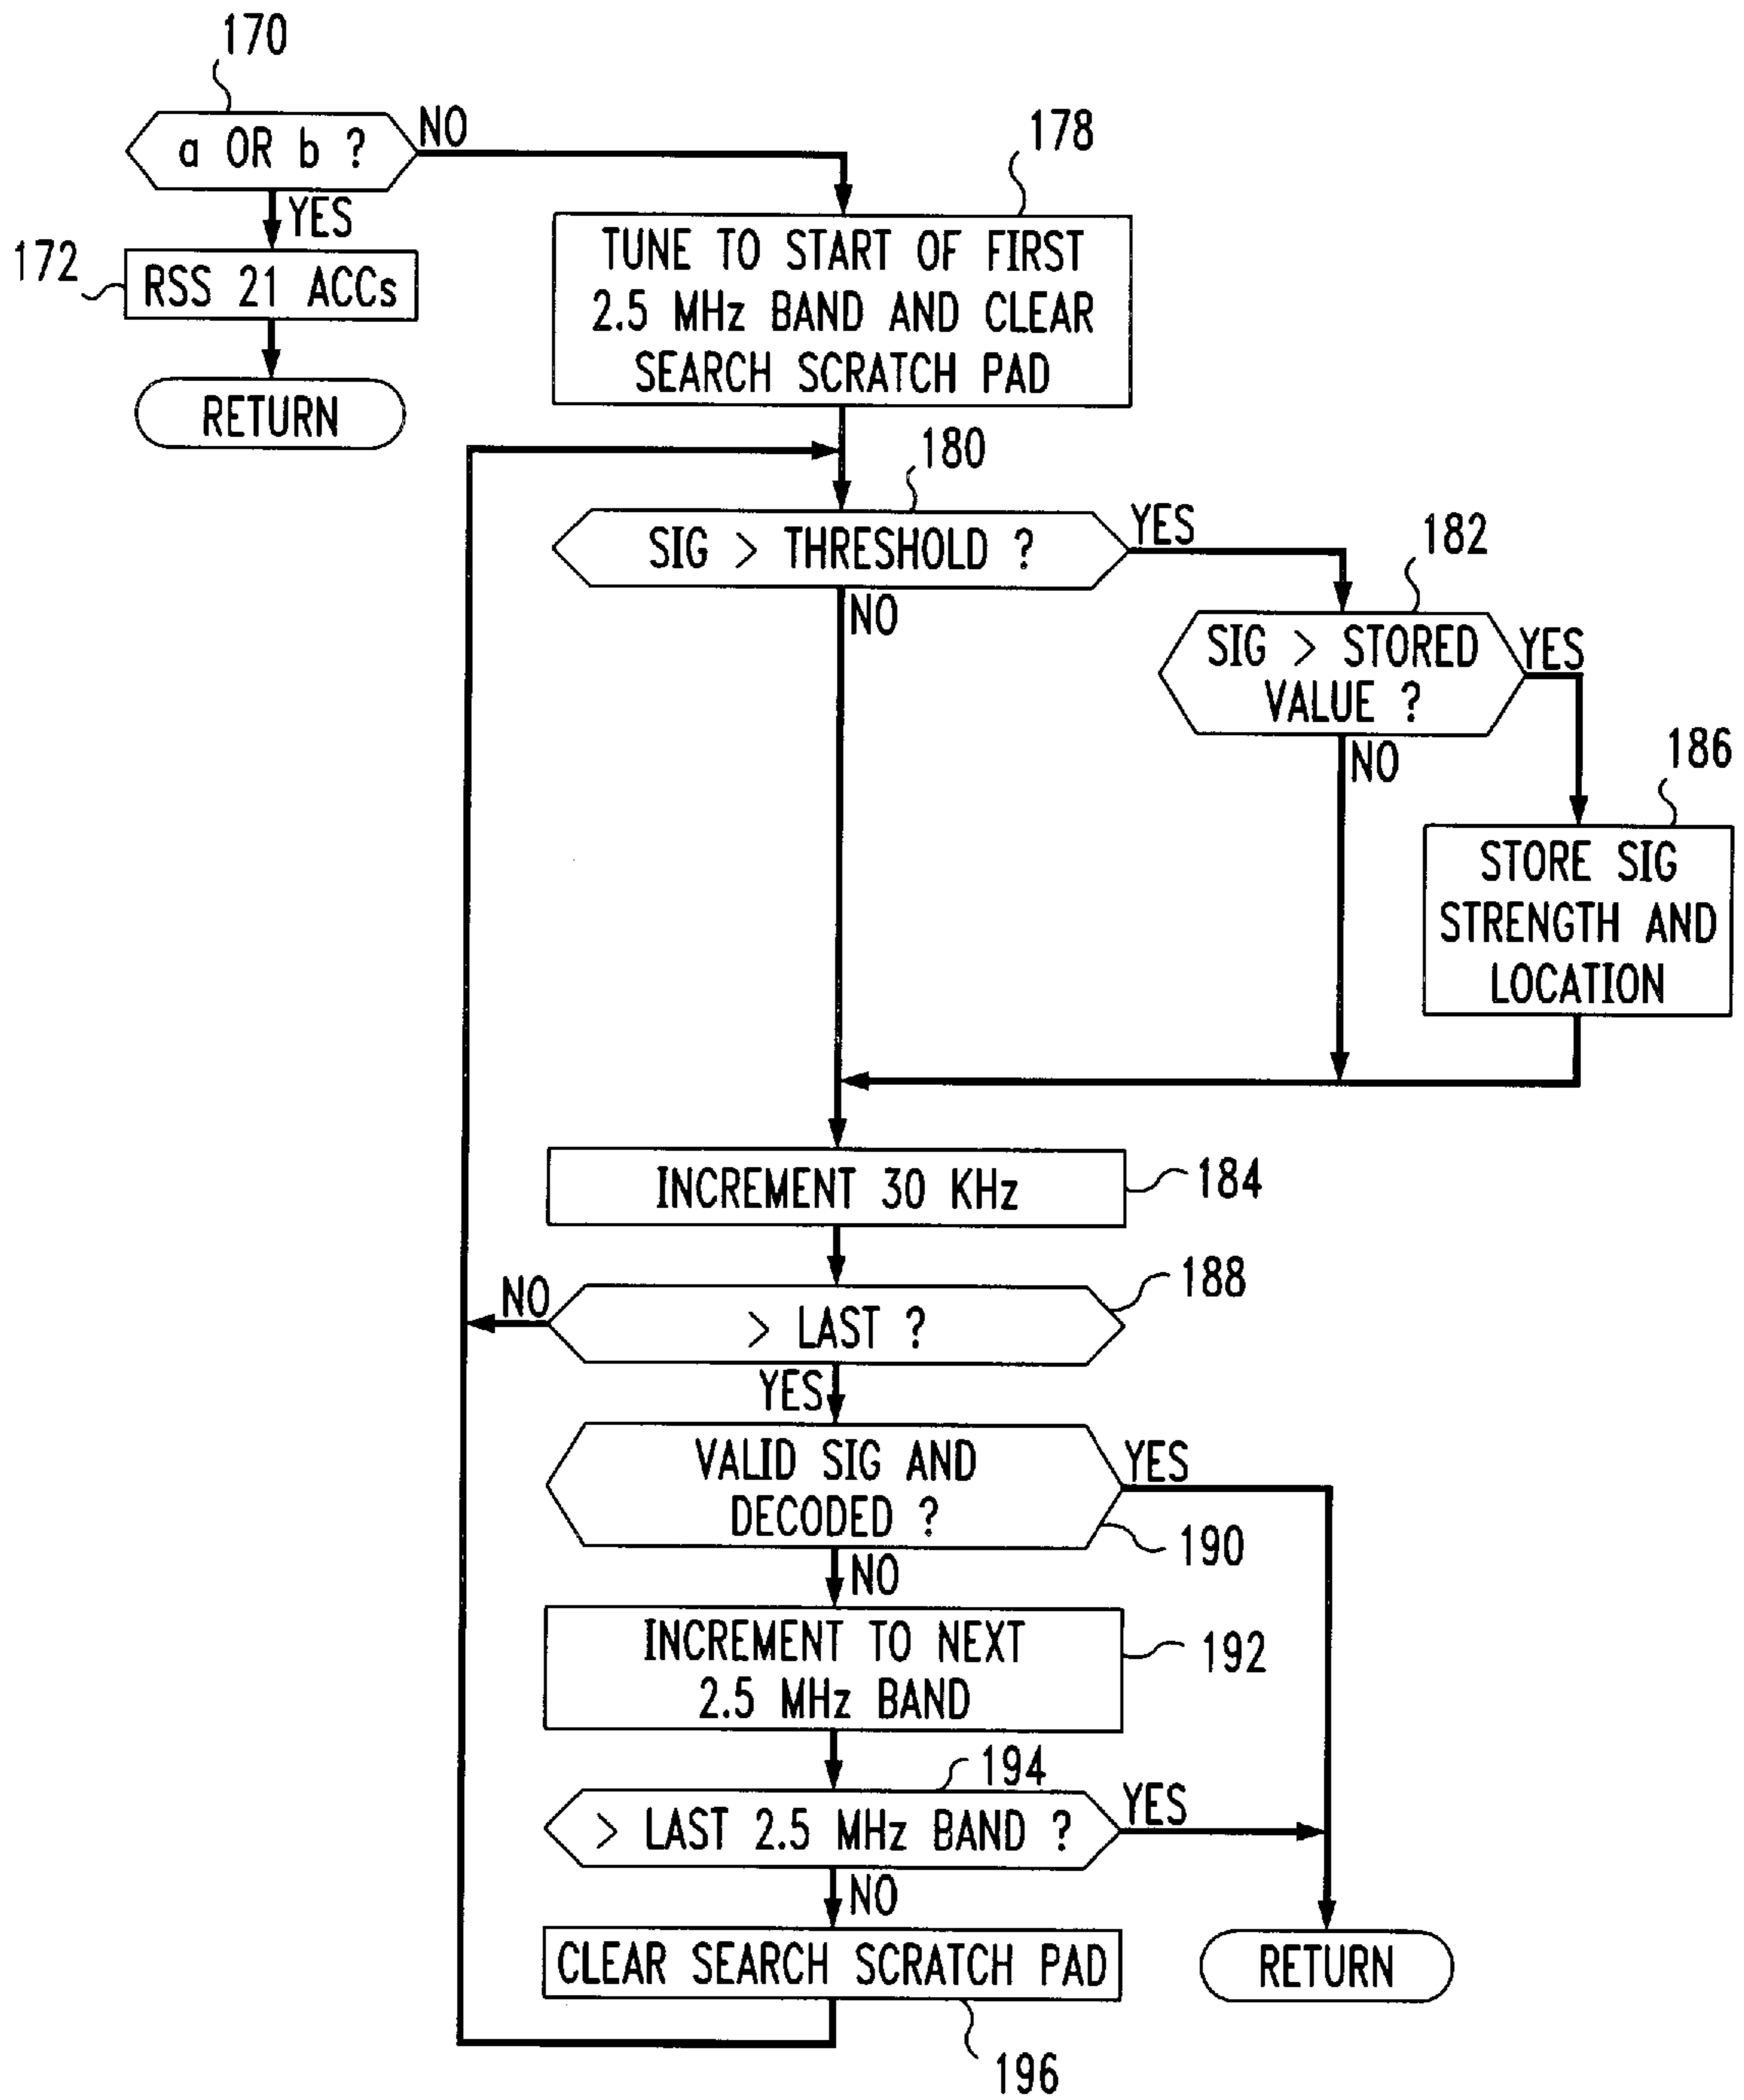 170
a OR b ?
NO
YES
172
RSS 21 ACCs
RETURN
178
TUNE TO START OF FIRST
2.5 MHz BAND AND CLEAR
SEARCH SCRATCH PAD
180
SIG > THRESHOLD ?
YES
NO
182
SIG > STORED
VALUE ?
YES
NO
186
STORE SIG
STRENGTH AND
LOCATION
INCREMENT 30 KHz
184
188
NO
> LAST ?
YES
VALID SIG AND
DECODED ?
YES
190
NO
INCREMENT TO NEXT
2.5 MHz BAND
192
194
> LAST 2.5 MHz BAND ?
YES
NO
CLEAR SEARCH SCRATCH PAD
196
RETURN